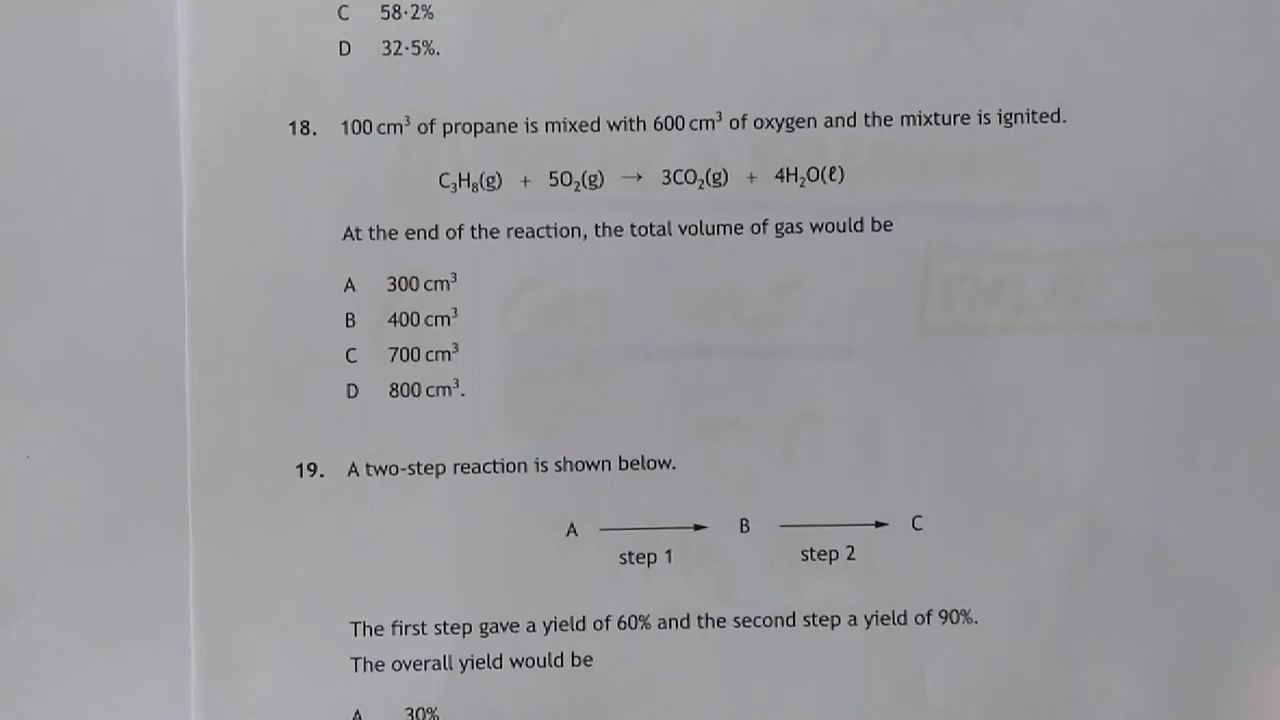 C 58·2%
D 32·5%.
18. 100 cm³ of propane is mixed with 600 cm³ of oxygen and the mixture is ignited.
C₃H₈(g) + 5O₂(g) → 3CO₂(g) + 4H₂O(ℓ)
At the end of the reaction, the total volume of gas would be
A 300 cm³
B 400 cm³
C 700 cm³
D 800 cm³.
19. A two-step reaction is shown below.
A → B → C
step 1 step 2
The first step gave a yield of 60% and the second step a yield of 90%.
The overall yield would be
A 30%